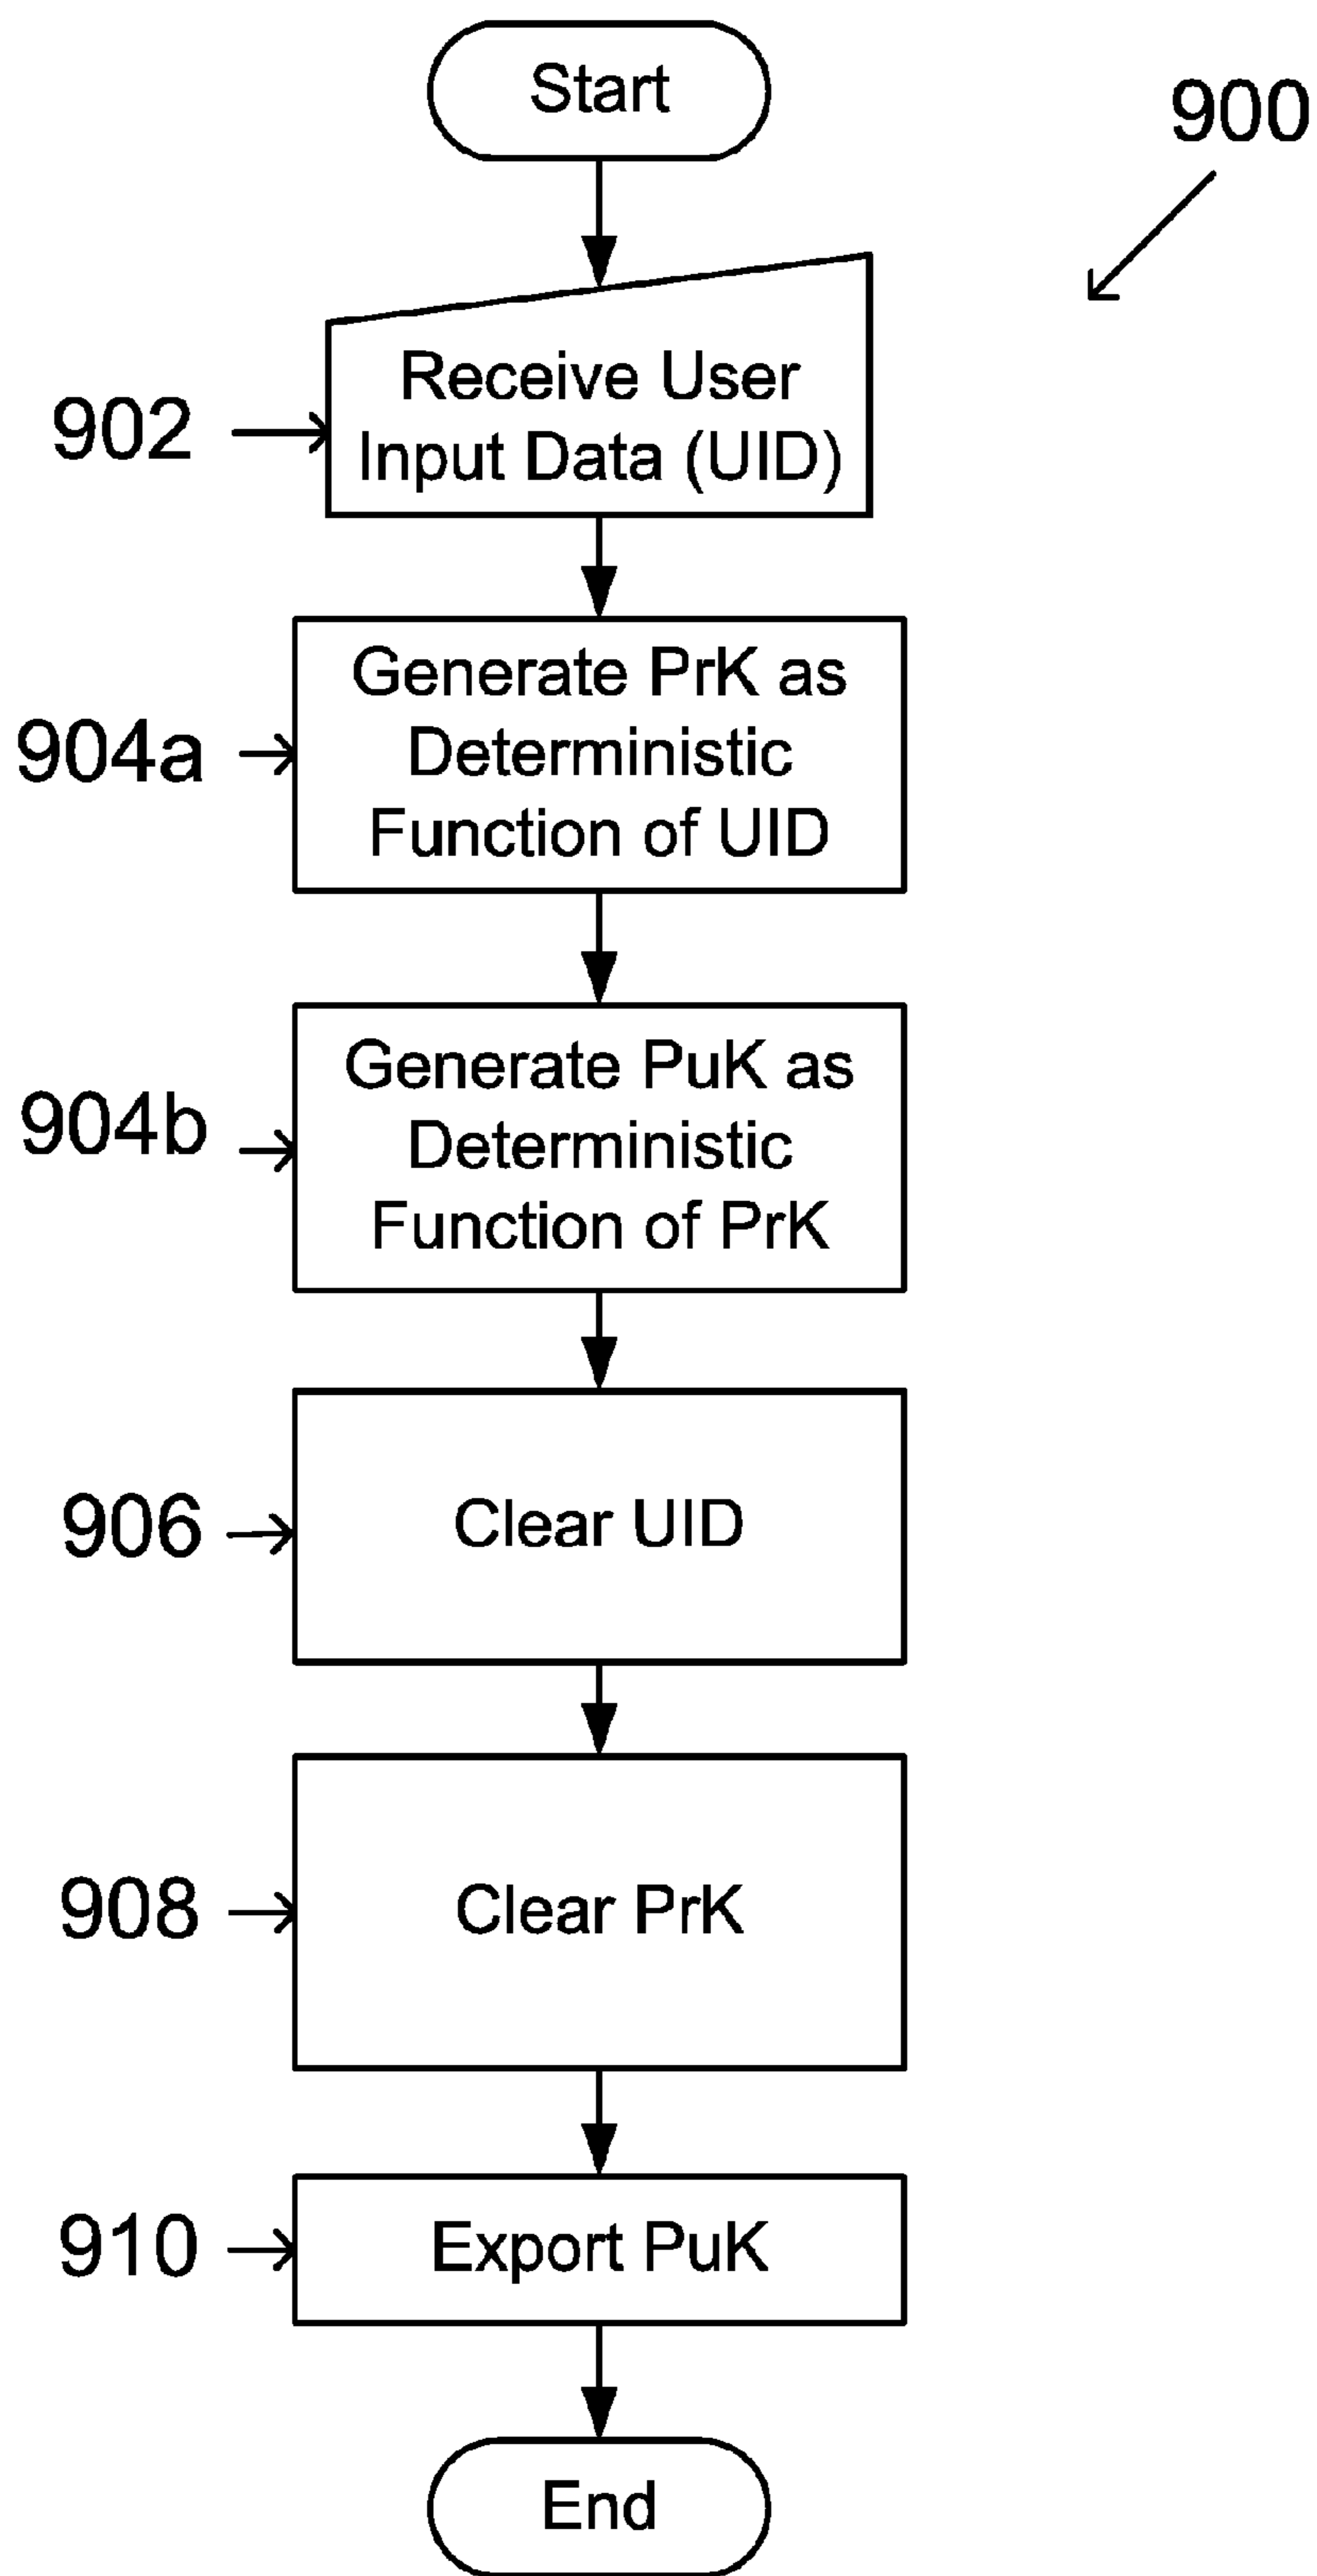 Start
900
902
Receive User
Input Data (UID)
904a
Generate PrK as
Deterministic
Function of UID
904b
Generate PuK as
Deterministic
Function of PrK
906
Clear UID
908
Clear PrK
910
Export PuK
End